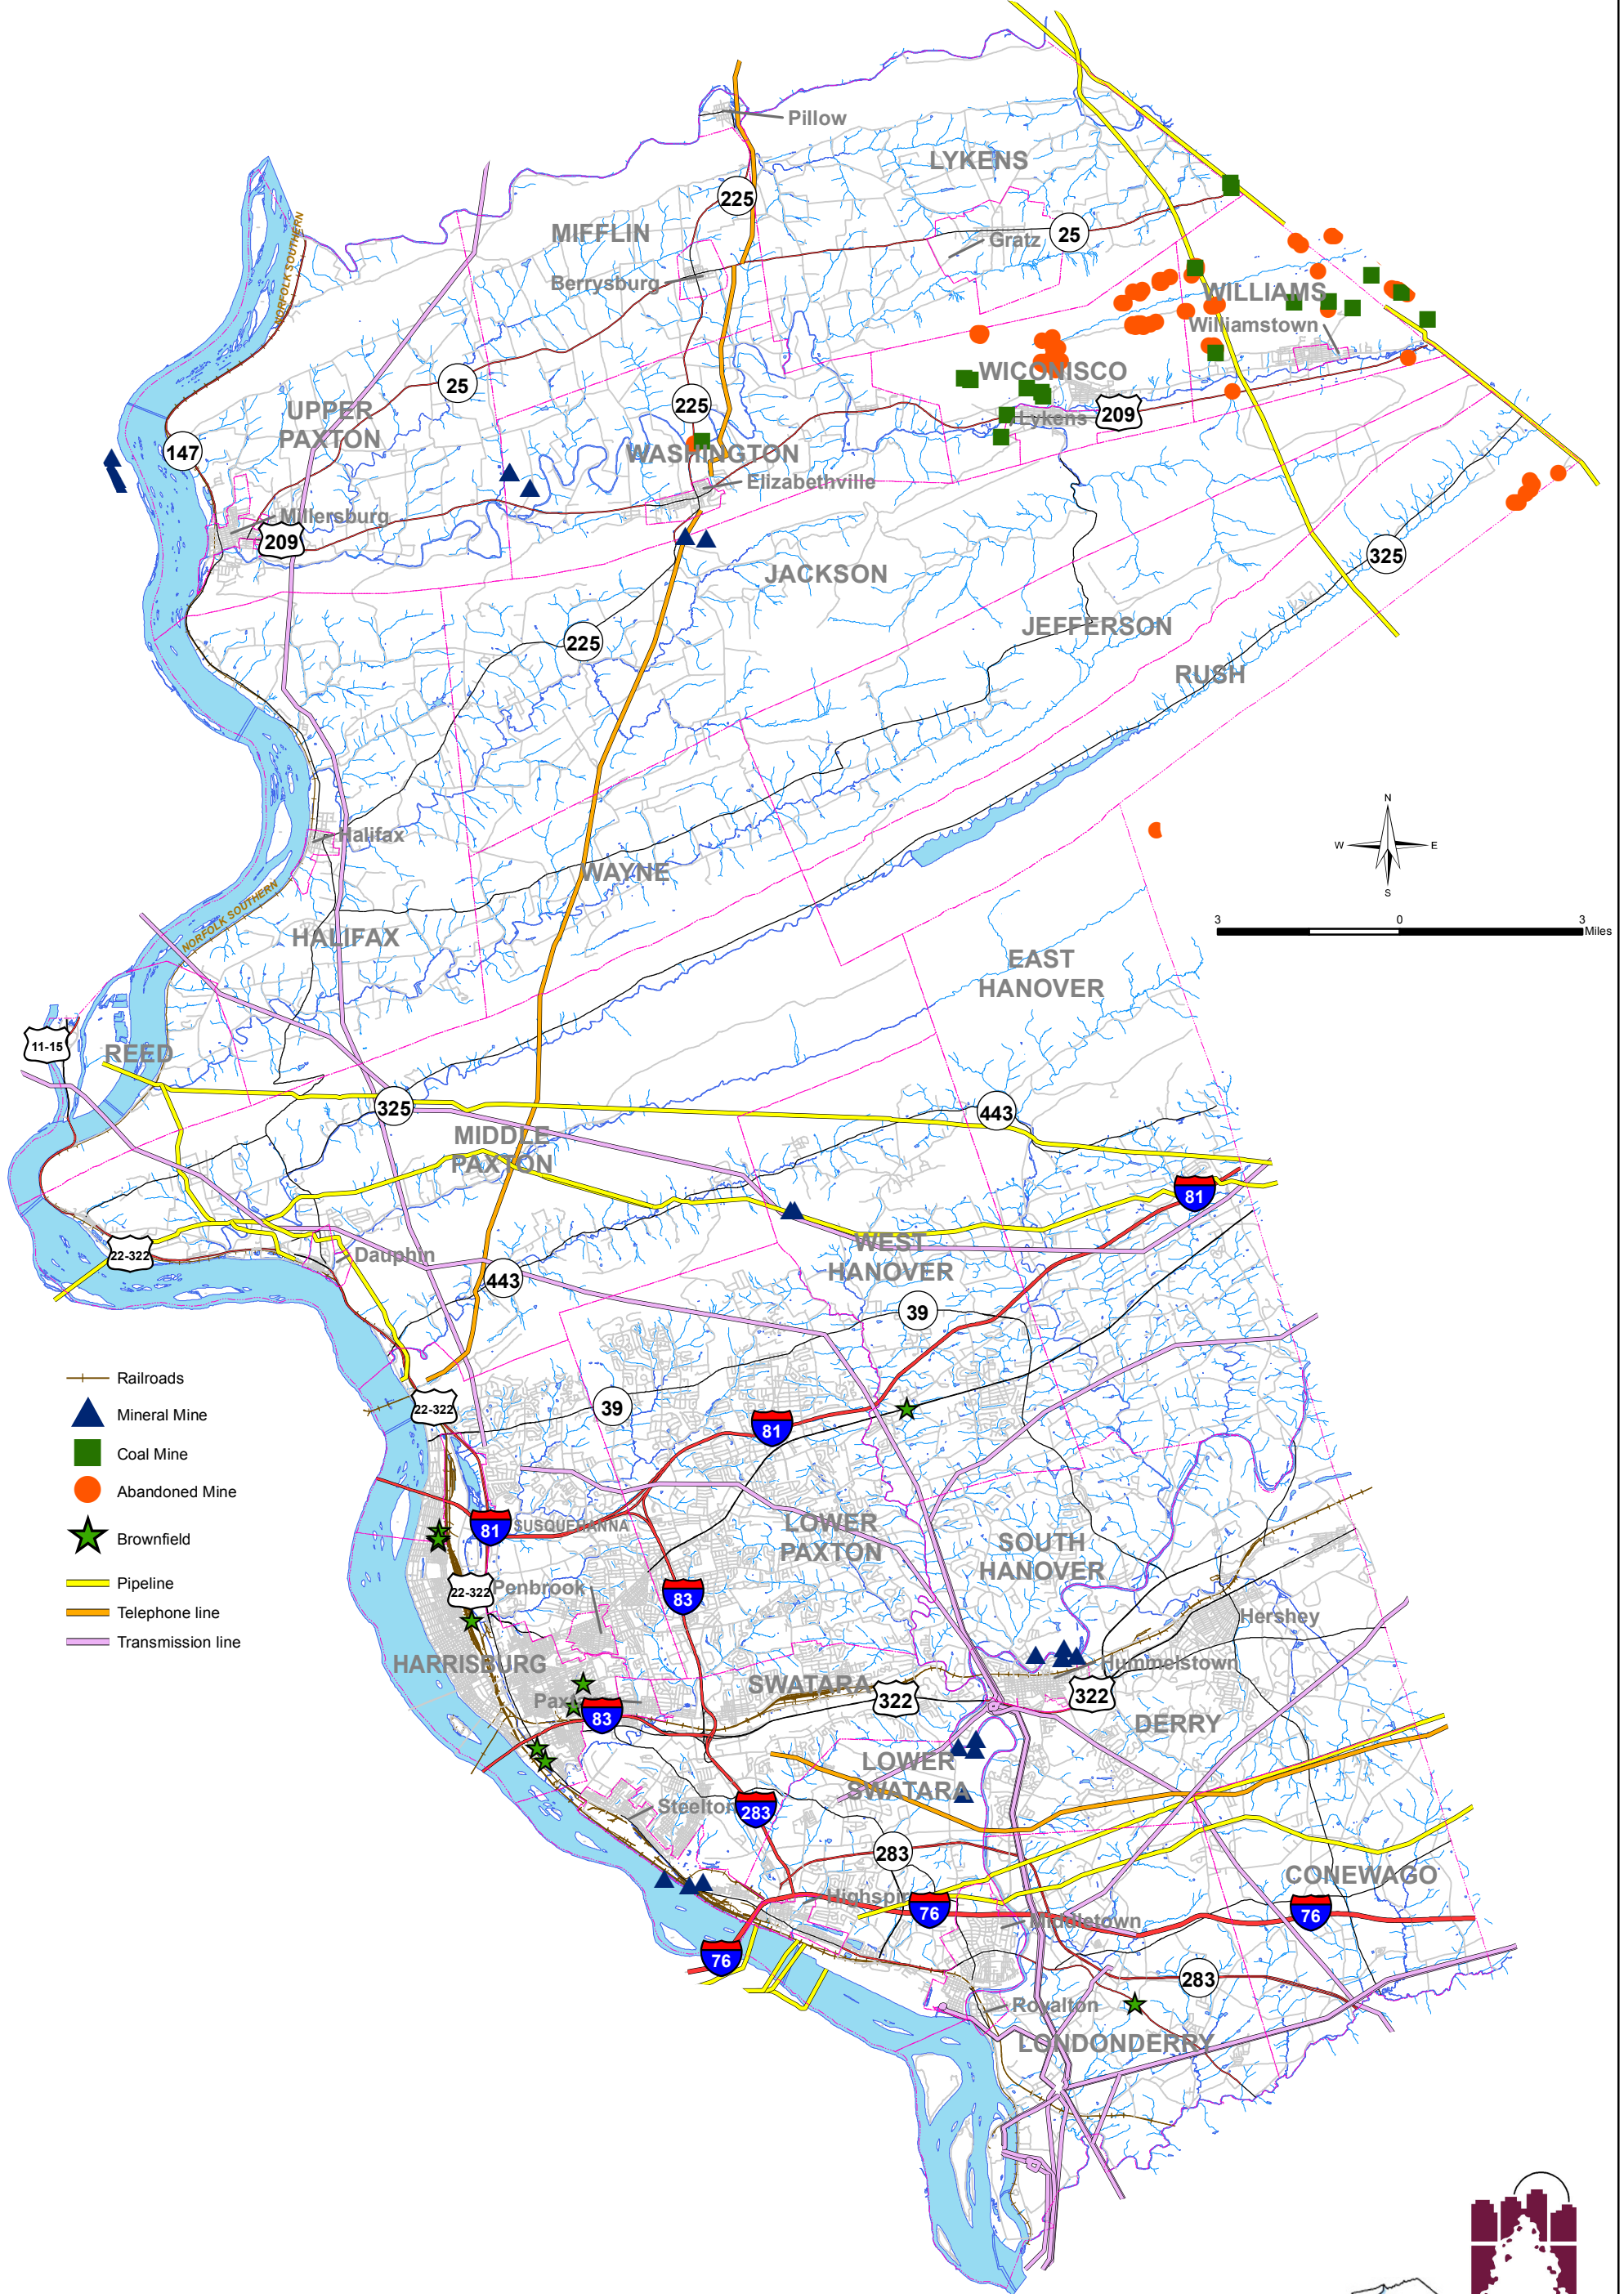 Pillow
LYKENS
225
MIFFLIN
NORFOLK SOUTHERN
Gratz
25
Berrysburg
WILLIAMS
Williamstown
25
WICONISCO
UPPER
PAXTON
225
209
Lykens
147
WASHINGTON
Elizabethville
Millersburg
209
325
JACKSON
JEFFERSON
225
RUSH
N
W
E
S
Halifax
WAYNE
3
0
3
Miles
NORFOLK SOUTHERN
HALIFAX
EAST
HANOVER
11-15
REED
325
443
MIDDLE
PAXTON
81
22-322
Dauphin
WEST
HANOVER
443
39
Railroads
22-322
39
Mineral Mine
81
Coal Mine
Abandoned Mine
81
SUSQUEHANNA
LOWER
PAXTON
SOUTH
HANOVER
Brownfield
Pipeline
22-322
Penbrook
83
Telephone line
Hershey
Transmission line
HARRISBURG
Hummelstown
SWATARA
322
322
Pax
83
DERRY
LOWER
SWATARA
Steelton
283
283
CONEWAGO
Highspir
76
76
Middletown
76
283
Royalton
LONDONDERRY